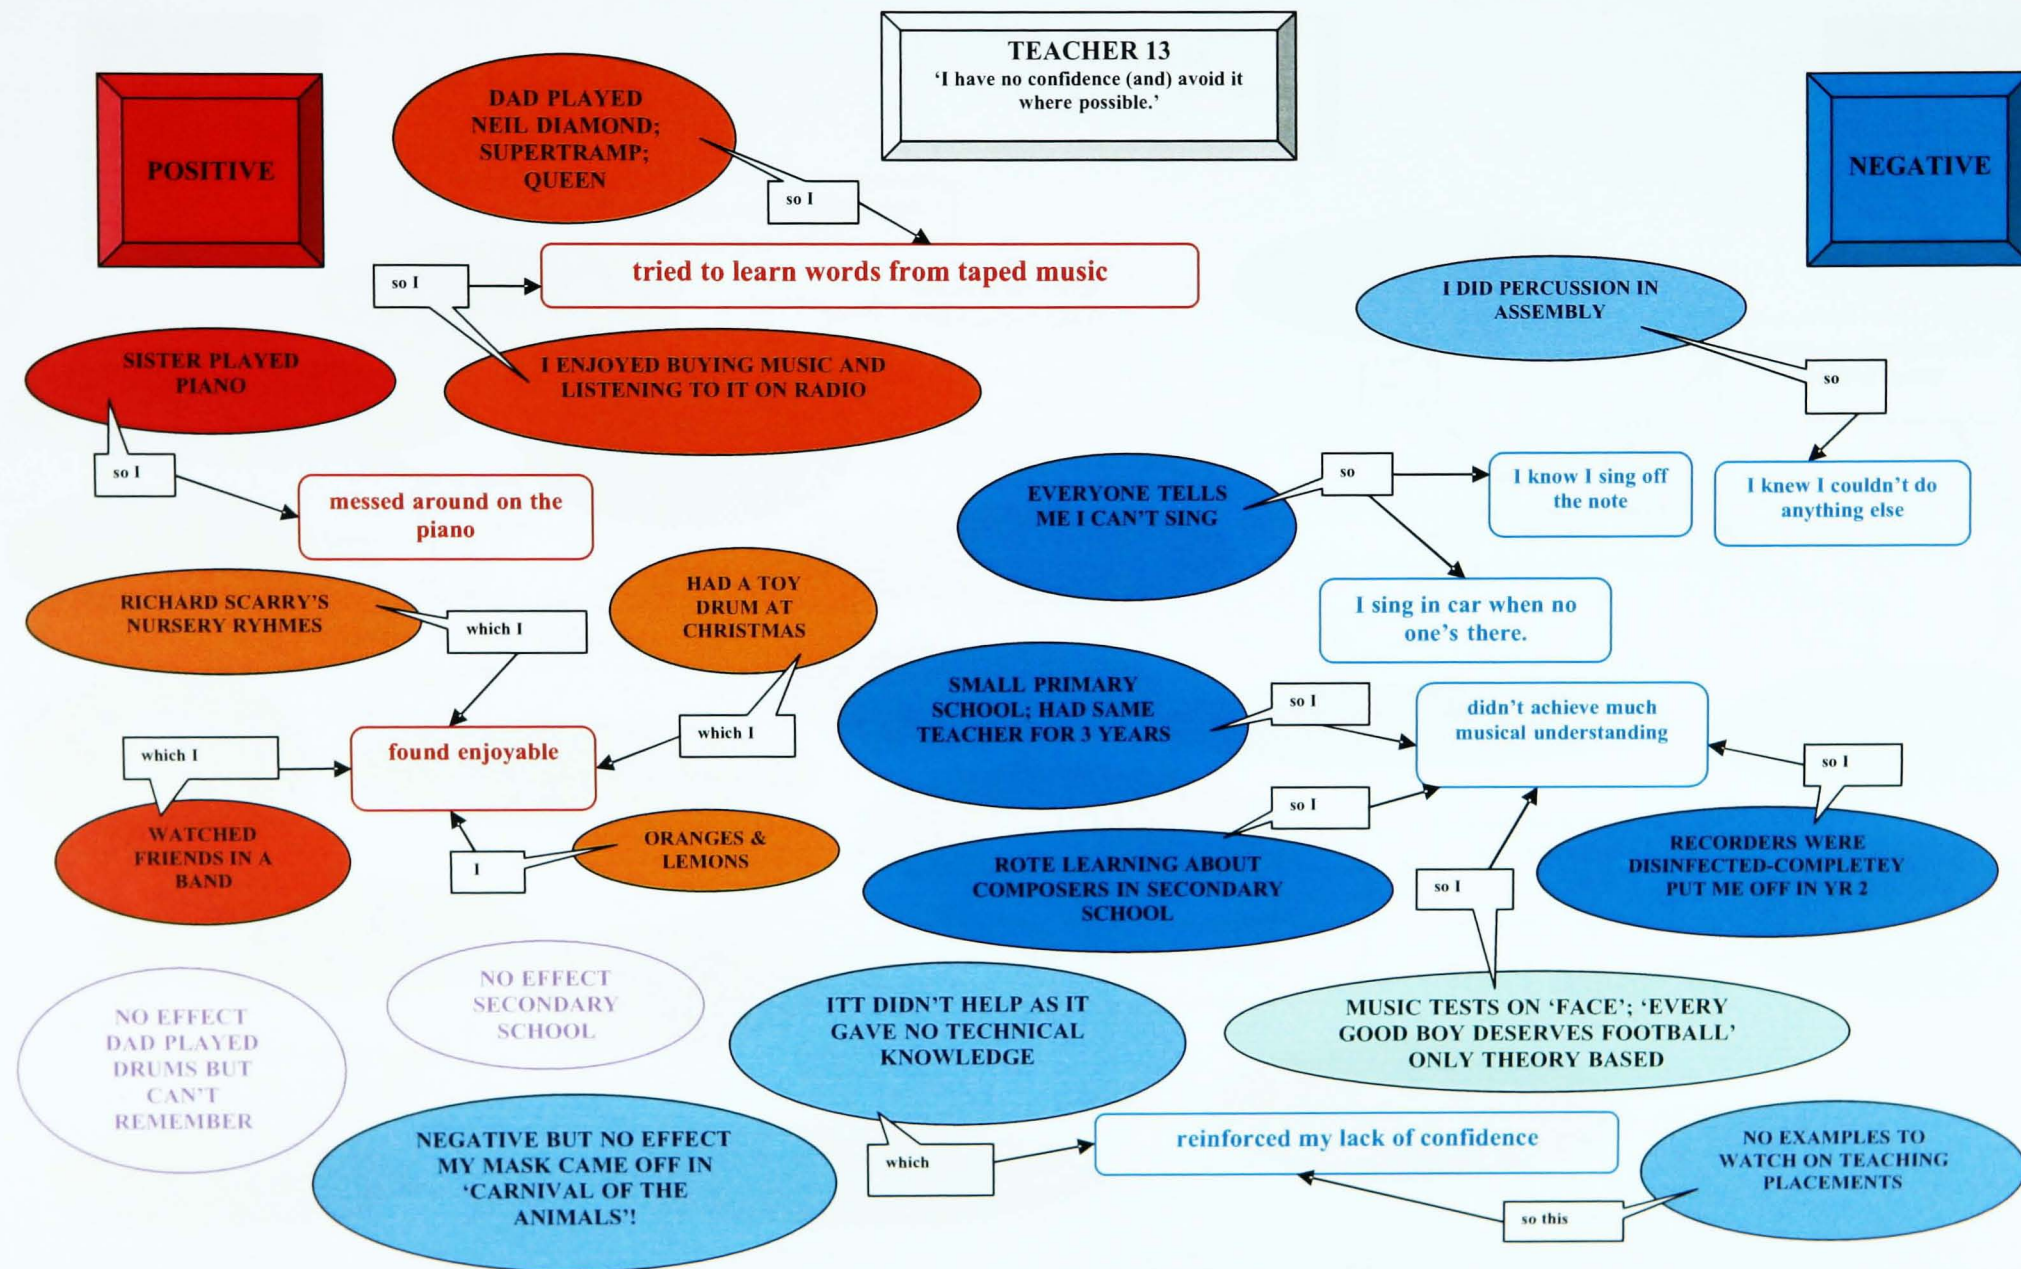 TEACHER 13
'I have no confidence (and) avoid it
where possible.'
POSITIVE
NEGATIVE
DAD PLAYED
NEIL DIAMOND;
SUPERTRAMP;
QUEEN
so I
tried to learn words from taped music
so I
I ENJOYED BUYING MUSIC AND
LISTENING TO IT ON RADIO
SISTER PLAYED
PIANO
so I
messed around on the
piano
RICHARD SCARRY'S
NURSERY RYHMES
which I
HAD A TOY
DRUM AT
CHRISTMAS
which I
which I
found enjoyable
WATCHED
FRIENDS IN A
BAND
I
ORANGES &
LEMONS
NO EFFECT
DAD PLAYED
DRUMS BUT
CAN'T
REMEMBER
NO EFFECT
SECONDARY
SCHOOL
NEGATIVE BUT NO EFFECT
MY MASK CAME OFF IN
'CARNIVAL OF THE
ANIMALS'!
I DID PERCUSSION IN
ASSEMBLY
so
I knew I couldn't do
anything else
EVERYONE TELLS
ME I CAN'T SING
so
I know I sing off
the note
I sing in car when no
one's there.
SMALL PRIMARY
SCHOOL; HAD SAME
TEACHER FOR 3 YEARS
so I
didn't achieve much
musical understanding
so I
so I
ROTE LEARNING ABOUT
COMPOSERS IN SECONDARY
SCHOOL
RECORDERS WERE
DISINFECTED-COMPLETEY
PUT ME OFF IN YR 2
so I
MUSIC TESTS ON 'FACE'; 'EVERY
GOOD BOY DESERVES FOOTBALL'
ONLY THEORY BASED
ITT DIDN'T HELP AS IT
GAVE NO TECHNICAL
KNOWLEDGE
which
reinforced my lack of confidence
so this
NO EXAMPLES TO
WATCH ON TEACHING
PLACEMENTS